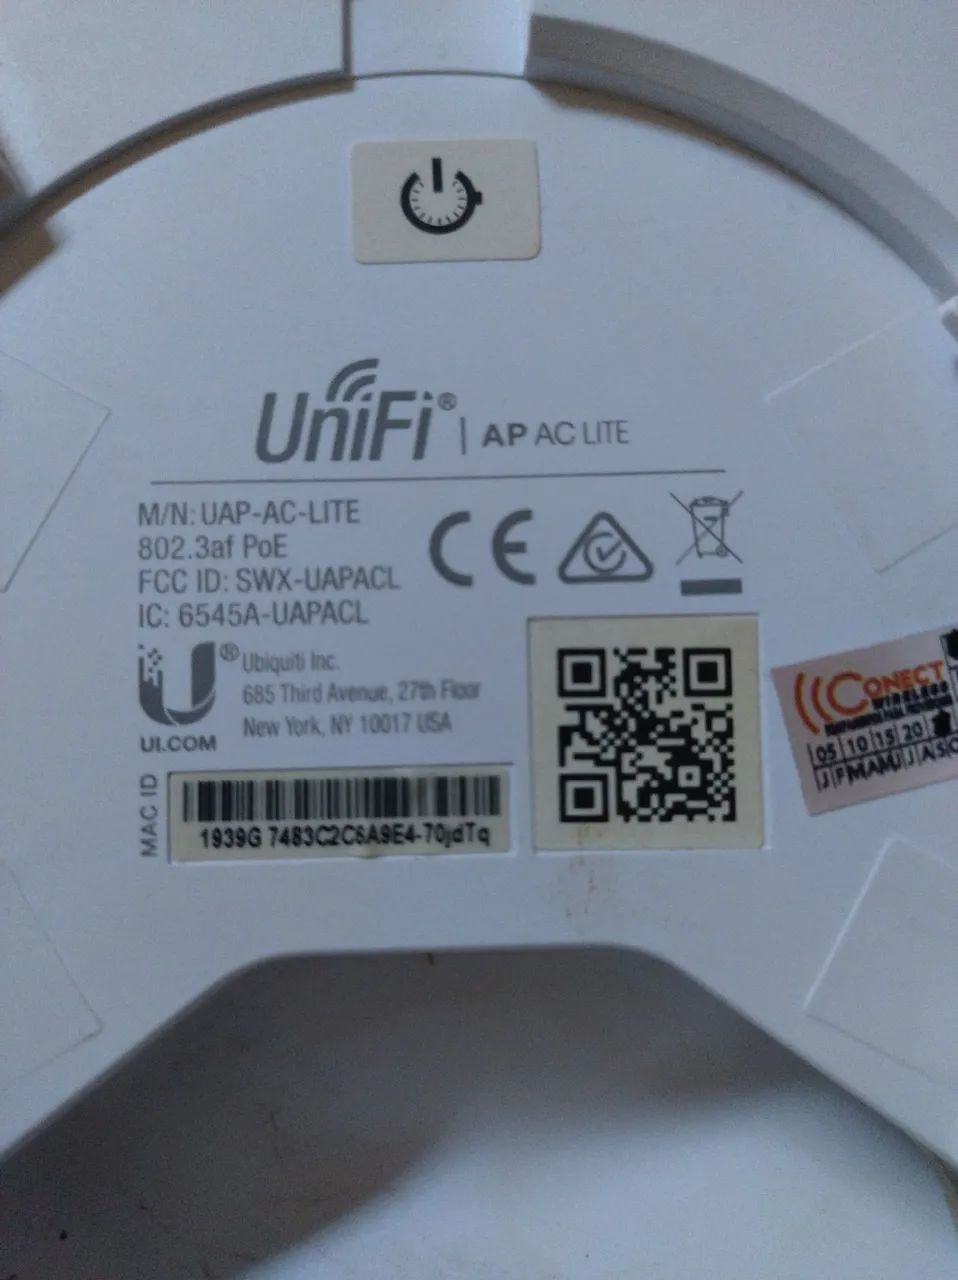 UniFi® | AP AC LITE
M/N: UAP-AC-LITE
802.3af PoE
FCC ID: SWX-UAPACL
IC: 6545A-UAPACL
Ubiquiti Inc.
685 Third Avenue, 27th Floor
New York, NY 10017 USA
UI.COM
MAC ID
1939G 7483C2C6A9E4-70jdTq
CONECT
WIRELESS
05 10 15 20
J F M A M J J A S O